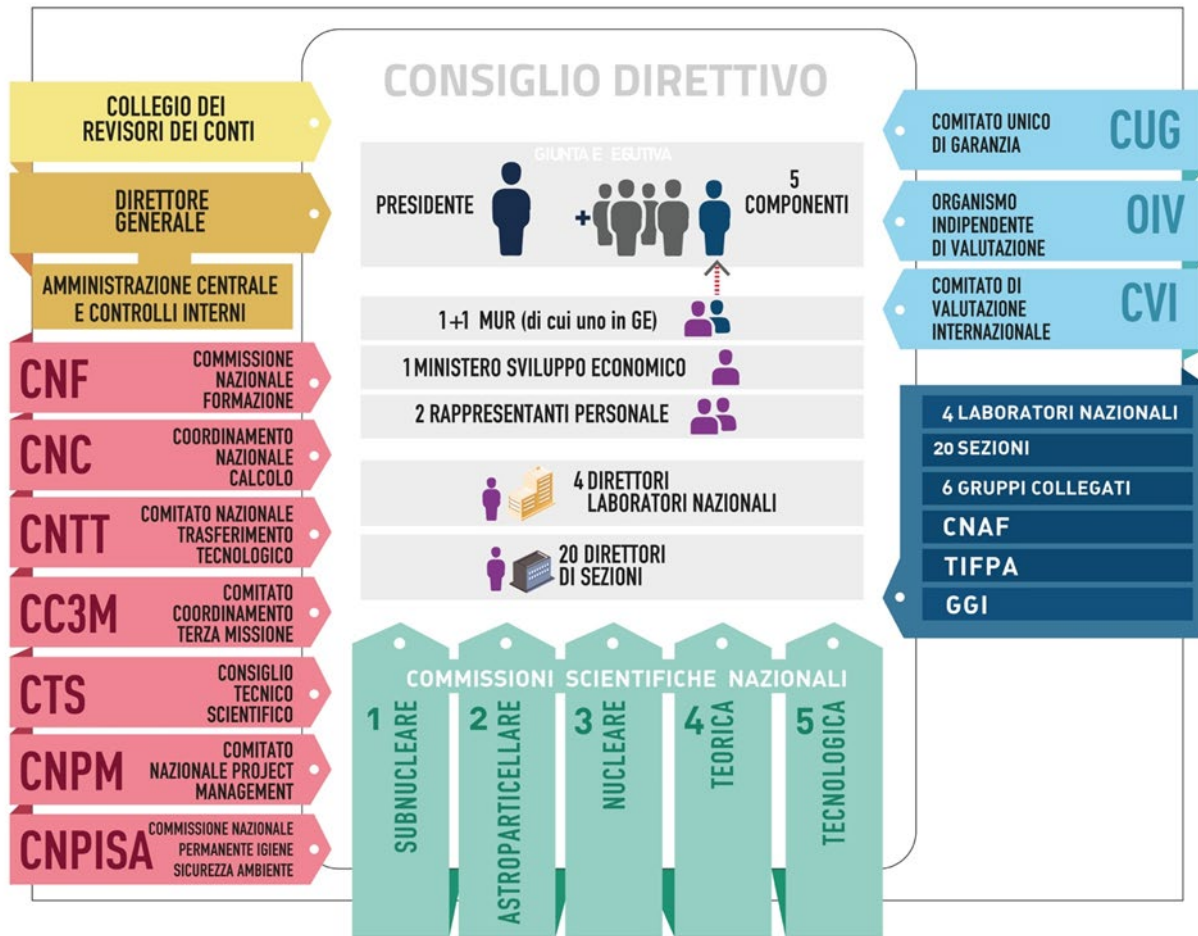 CONSIGLIO DIRETTIVO
COLLEGIO DEI
REVISORI DEI CONTI
DIRETTORE
GENERALE
AMMINISTRAZIONE CENTRALE
E CONTROLLI INTERNI
CNF
COMMISSIONE
NAZIONALE
FORMAZIONE
CNC
COORDINAMENTO
NAZIONALE
CALCOLO
CNTT
COMITATO NAZIONALE
TRASFERIMENTO
TECNOLOGICO
CC3M
COMITATO
COORDINAMENTO
TERZA MISSIONE
CTS
CONSIGLIO
TECNICO
SCIENTIFICO
CNPM
COMITATO
NAZIONALE PROJECT
MANAGEMENT
CNPISA
COMMISSIONE NAZIONALE
PERMANENTE IGIENE
SICUREZZA AMBIENTE
GIUNTA E ESUTIVA
PRESIDENTE
+
5
COMPONENTI
1+1 MUR (di cui uno in GE)
1 MINISTERO SVILUPPO ECONOMICO
2 RAPPRESENTANTI PERSONALE
4 DIRETTORI
LABORATORI NAZIONALI
20 DIRETTORI
DI SEZIONI
COMMISSIONI SCIENTIFICHE NAZIONALI
1 SUBNUCLEARE
2 ASTROPARTICELLARE
3 NUCLEARE
4 TEORICA
5 TECNOLOGICA
COMITATO UNICO
DI GARANZIA
CUG
ORGANISMO
INDIPENDENTE
DI VALUTAZIONE
OIV
COMITATO DI
VALUTAZIONE
INTERNAZIONALE
CVI
4 LABORATORI NAZIONALI
20 SEZIONI
6 GRUPPI COLLEGATI
CNAF
TIFPA
GGI